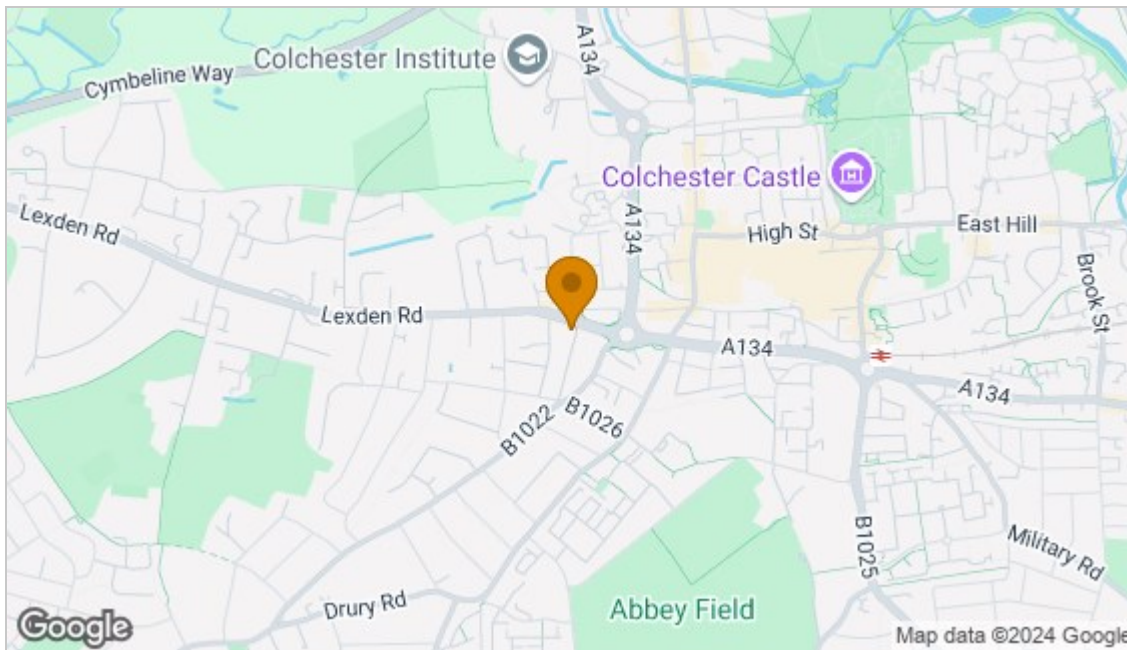 A134
Colchester Institute
Cymbeline Way
Colchester Castle
Lexden Rd
A134
High St
East Hill
Brook St
Lexden Rd
A134
A134
B1026
B1022
B1025
Military Rd
Drury Rd
Abbey Field
Google
Map data ©2024 Google